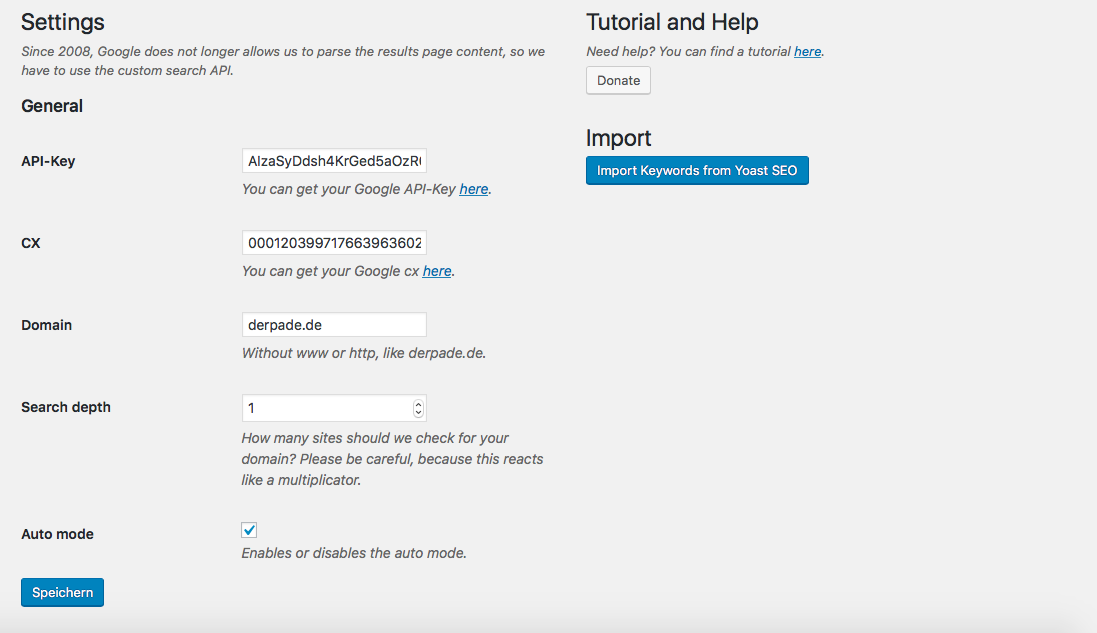 Settings
Since 2008, Google does not longer allows us to parse the results page content, so we
have to use the custom search API.
General
API-Key
AIzaSyDdsh4KrGed5aOzR
You can get your Google API-Key here.
CX
000120399717663963602
You can get your Google cx here.
Domain
derpade.de
Without www or http, like derpade.de.
Search depth
1
How many sites should we check for your
domain? Please be careful, because this reacts
like a multiplicator.
Auto mode
Enables or disables the auto mode.
Speichern
Tutorial and Help
Need help? You can find a tutorial here.
Donate
Import
Import Keywords from Yoast SEO